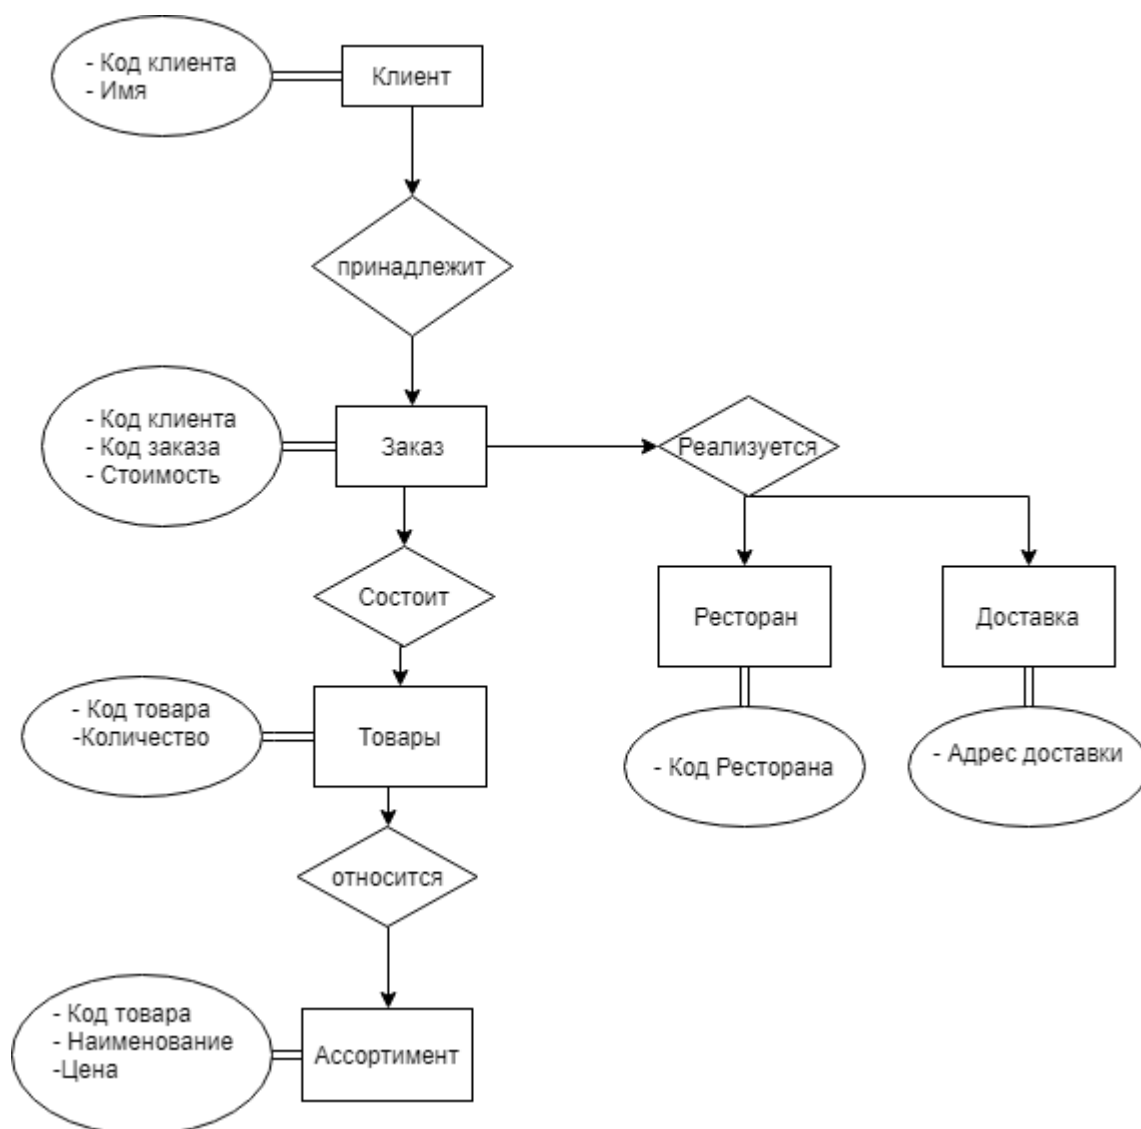 - Код клиента
- Имя
Клиент
принадлежит
- Код клиента
- Код заказа
- Стоимость
Заказ
Реализуется
Состоит
Ресторан
Доставка
- Код товара
-Количество
Товары
- Код Ресторана
- Адрес доставки
относится
- Код товара
- Наименование
-Цена
Ассортимент